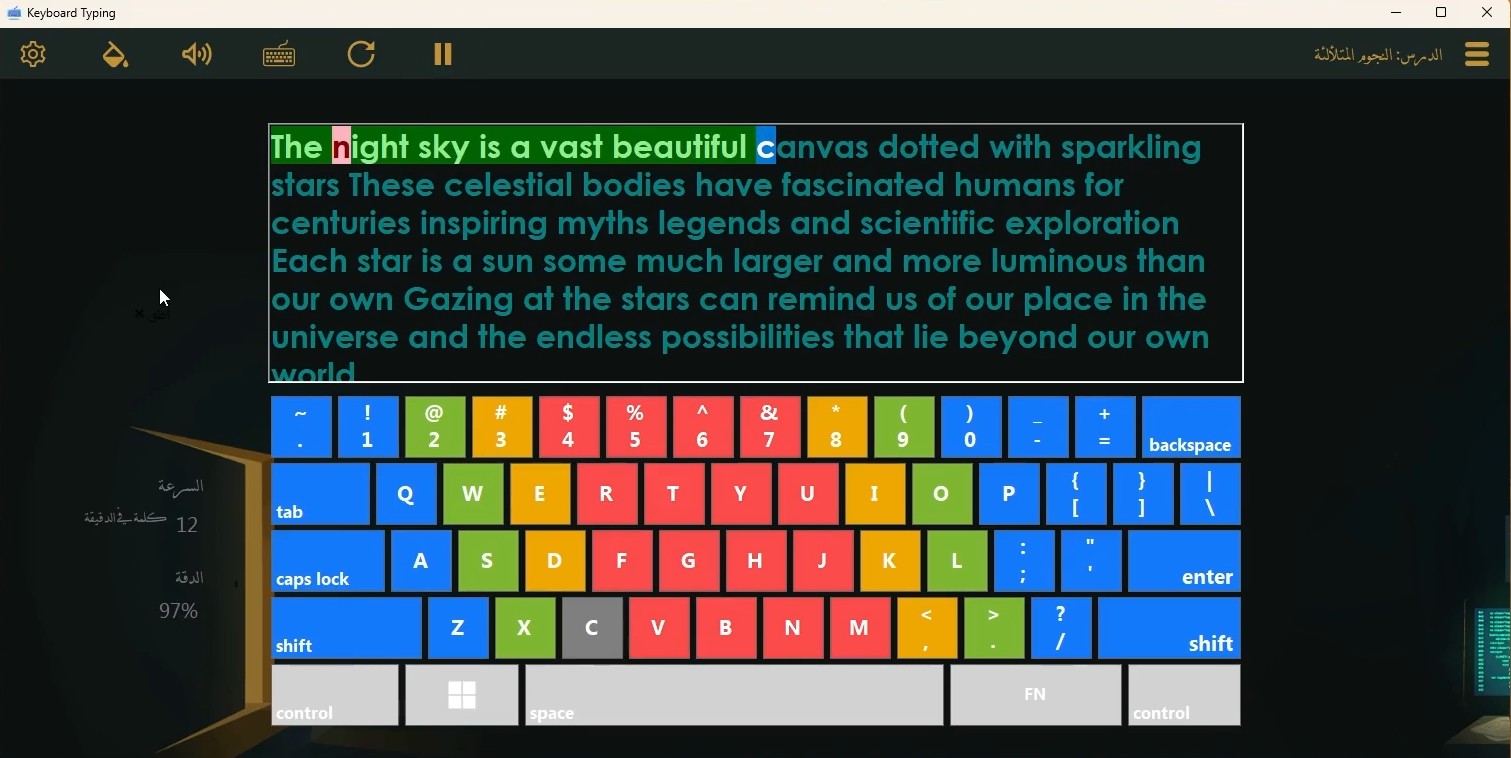 Keyboard Typing
الدرس: النجوم المتلألئة
The night sky is a vast beautiful canvas dotted with sparkling
stars These celestial bodies have fascinated humans for
centuries inspiring myths legends and scientific exploration
Each star is a sun some much larger and more luminous than
our own Gazing at the stars can remind us of our place in the
universe and the endless possibilities that lie beyond our own
world
السرعة
12 كلمة في الدقيقة
الدقة
97%
~ ! @ # $ % ^ & * ( ) _ +
. 1 2 3 4 5 6 7 8 9 0 - = backspace
tab Q W E R T Y U I O P { [ } ] | \
caps lock A S D F G H J K L : ; " ' enter
shift Z X C V B N M < , > . ? / shift
control space FN control